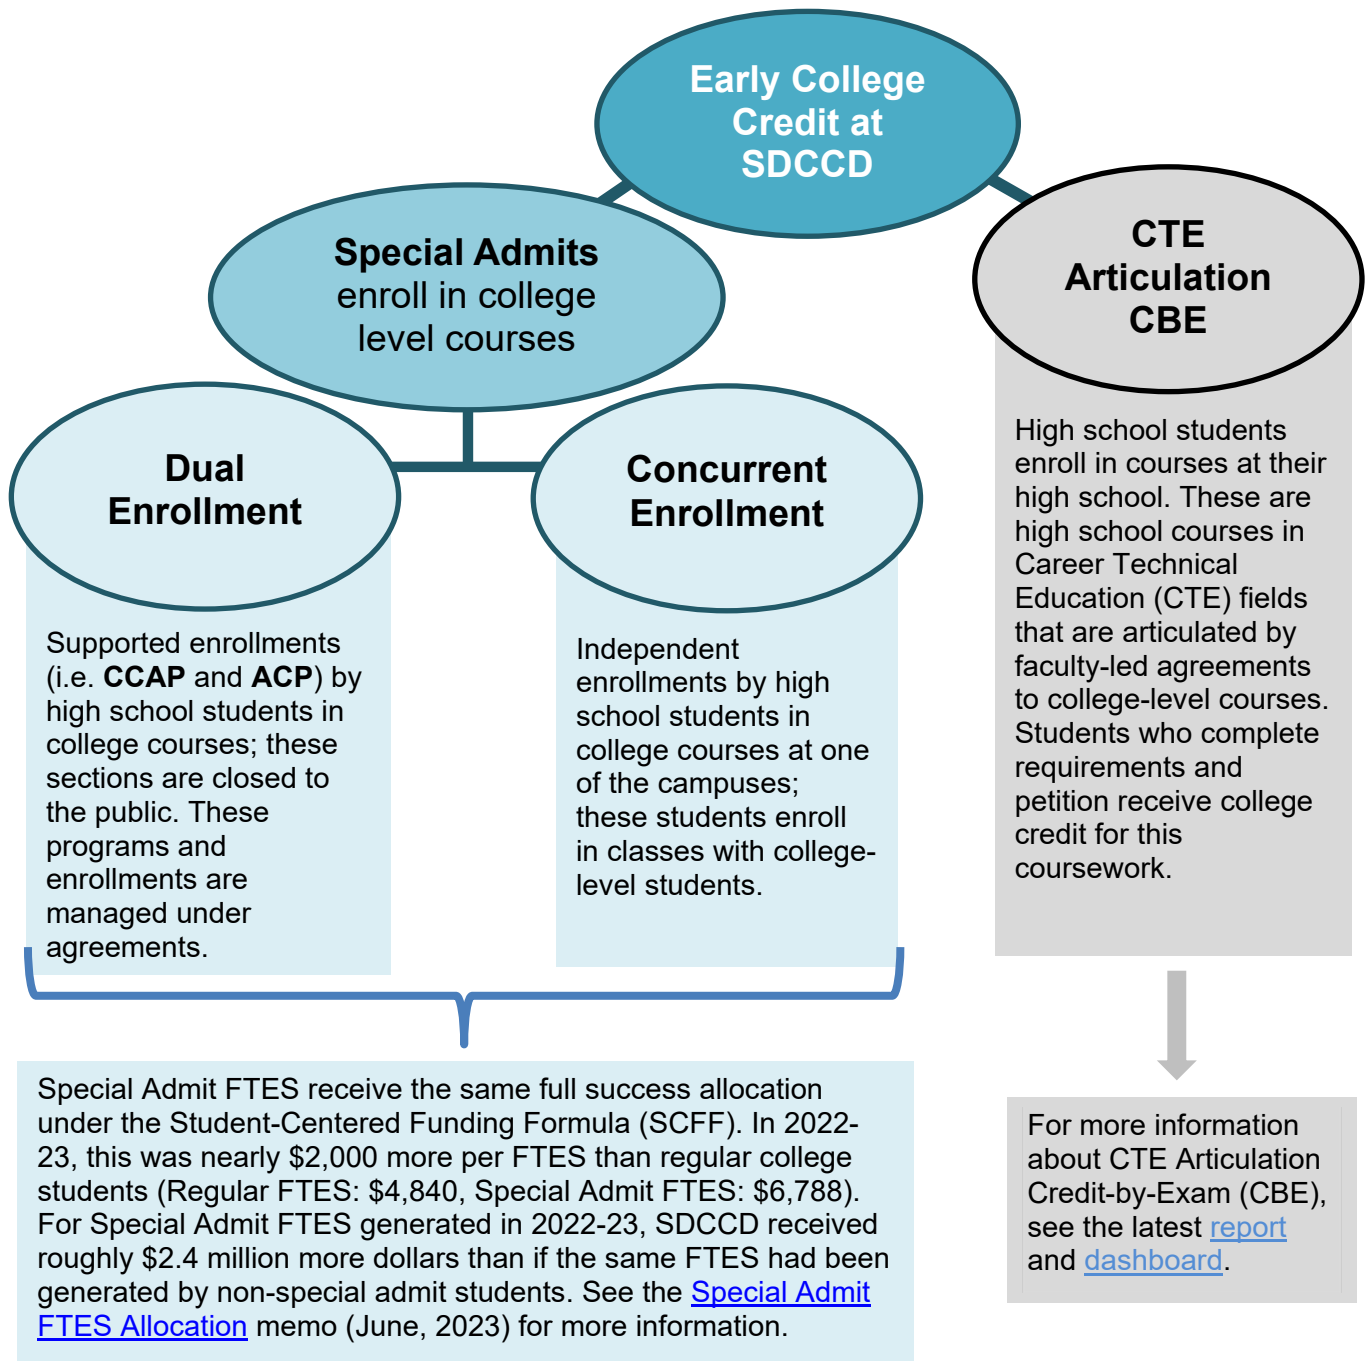 Early College
Credit at
SDCCD
Special Admits
enroll in college
level courses
CTE
Articulation
CBE
Dual
Enrollment
Supported enrollments
(i.e. CCAP and ACP) by
high school students in
college courses; these
sections are closed to
the public. These
programs and
enrollments are
managed under
agreements.
Concurrent
Enrollment
Independent
enrollments by high
school students in
college courses at one
of the campuses;
these students enroll
in classes with college-
level students.
High school students
enroll in courses at their
high school. These are
high school courses in
Career Technical
Education (CTE) fields
that are articulated by
faculty-led agreements
to college-level courses.
Students who complete
requirements and
petition receive college
credit for this
coursework.
Special Admit FTES receive the same full success allocation
under the Student-Centered Funding Formula (SCFF). In 2022-
23, this was nearly $2,000 more per FTES than regular college
students (Regular FTES: $4,840, Special Admit FTES: $6,788).
For Special Admit FTES generated in 2022-23, SDCCD received
roughly $2.4 million more dollars than if the same FTES had been
generated by non-special admit students. See the Special Admit
FTES Allocation memo (June, 2023) for more information.
For more information
about CTE Articulation
Credit-by-Exam (CBE),
see the latest report
and dashboard.